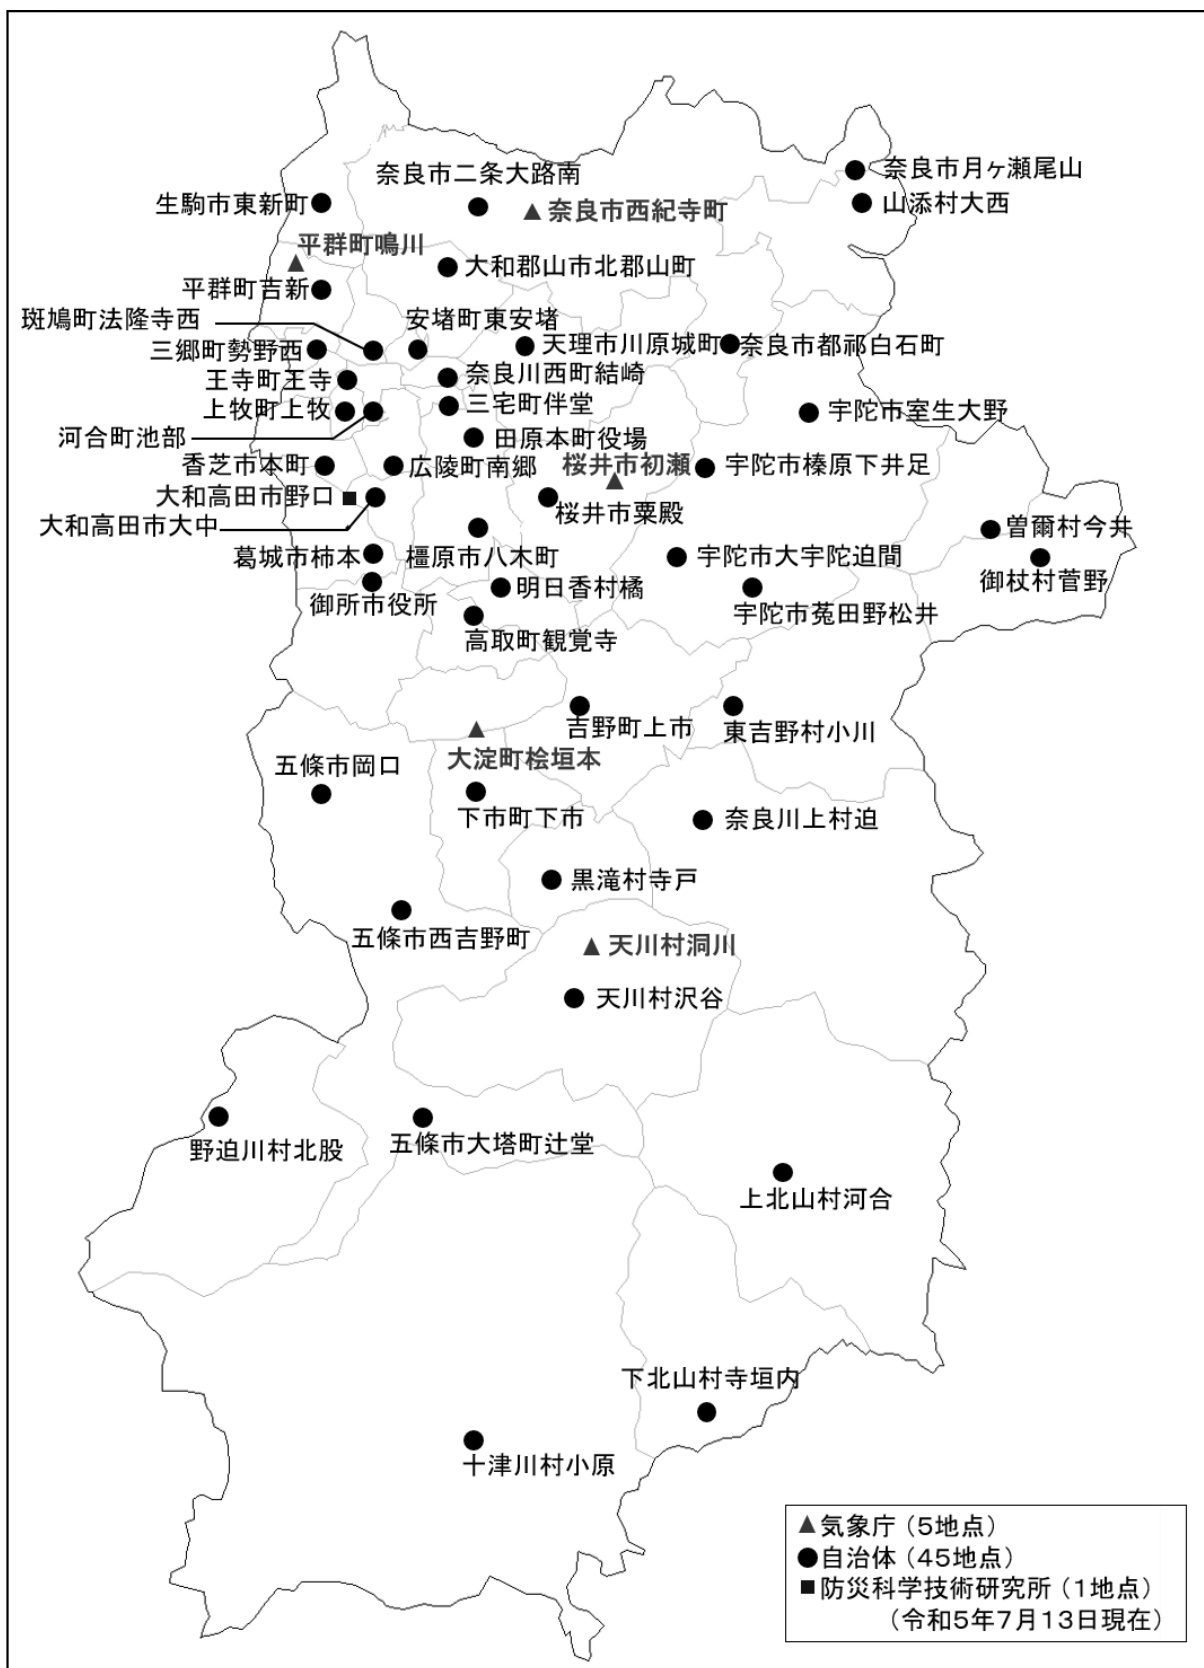 奈良市月ヶ瀬尾山
奈良市二条大路南
生駒市東新町
奈良市西紀寺町
山添村大西
平群町鳴川
大和郡山市北郡山町
平群町吉新
斑鳩町法隆寺西
安堵町東安堵
三郷町勢野西
天理市川原城町
奈良市都祁白石町
王寺町王寺
奈良川西町結崎
上牧町上牧
三宅町伴堂
宇陀市室生大野
河合町池部
田原本町役場
香芝市本町
広陵町南郷
桜井市初瀬
宇陀市榛原下井足
大和高田市野口
桜井市粟殿
大和高田市大中
曽爾村今井
葛城市柿本
橿原市八木町
宇陀市大宇陀迫間
御杖村菅野
御所市役所
明日香村橘
宇陀市菟田野松井
高取町観覚寺
吉野町上市
東吉野村小川
大淀町桧垣本
五條市岡口
下市町下市
奈良川上村迫
黒滝村寺戸
五條市西吉野町
天川村洞川
天川村沢谷
野迫川村北股
五條市大塔町辻堂
上北山村河合
下北山村寺垣内
十津川村小原
▲気象庁（5地点）
●自治体（45地点）
■防災科学技術研究所（1地点）
（令和5年7月13日現在）